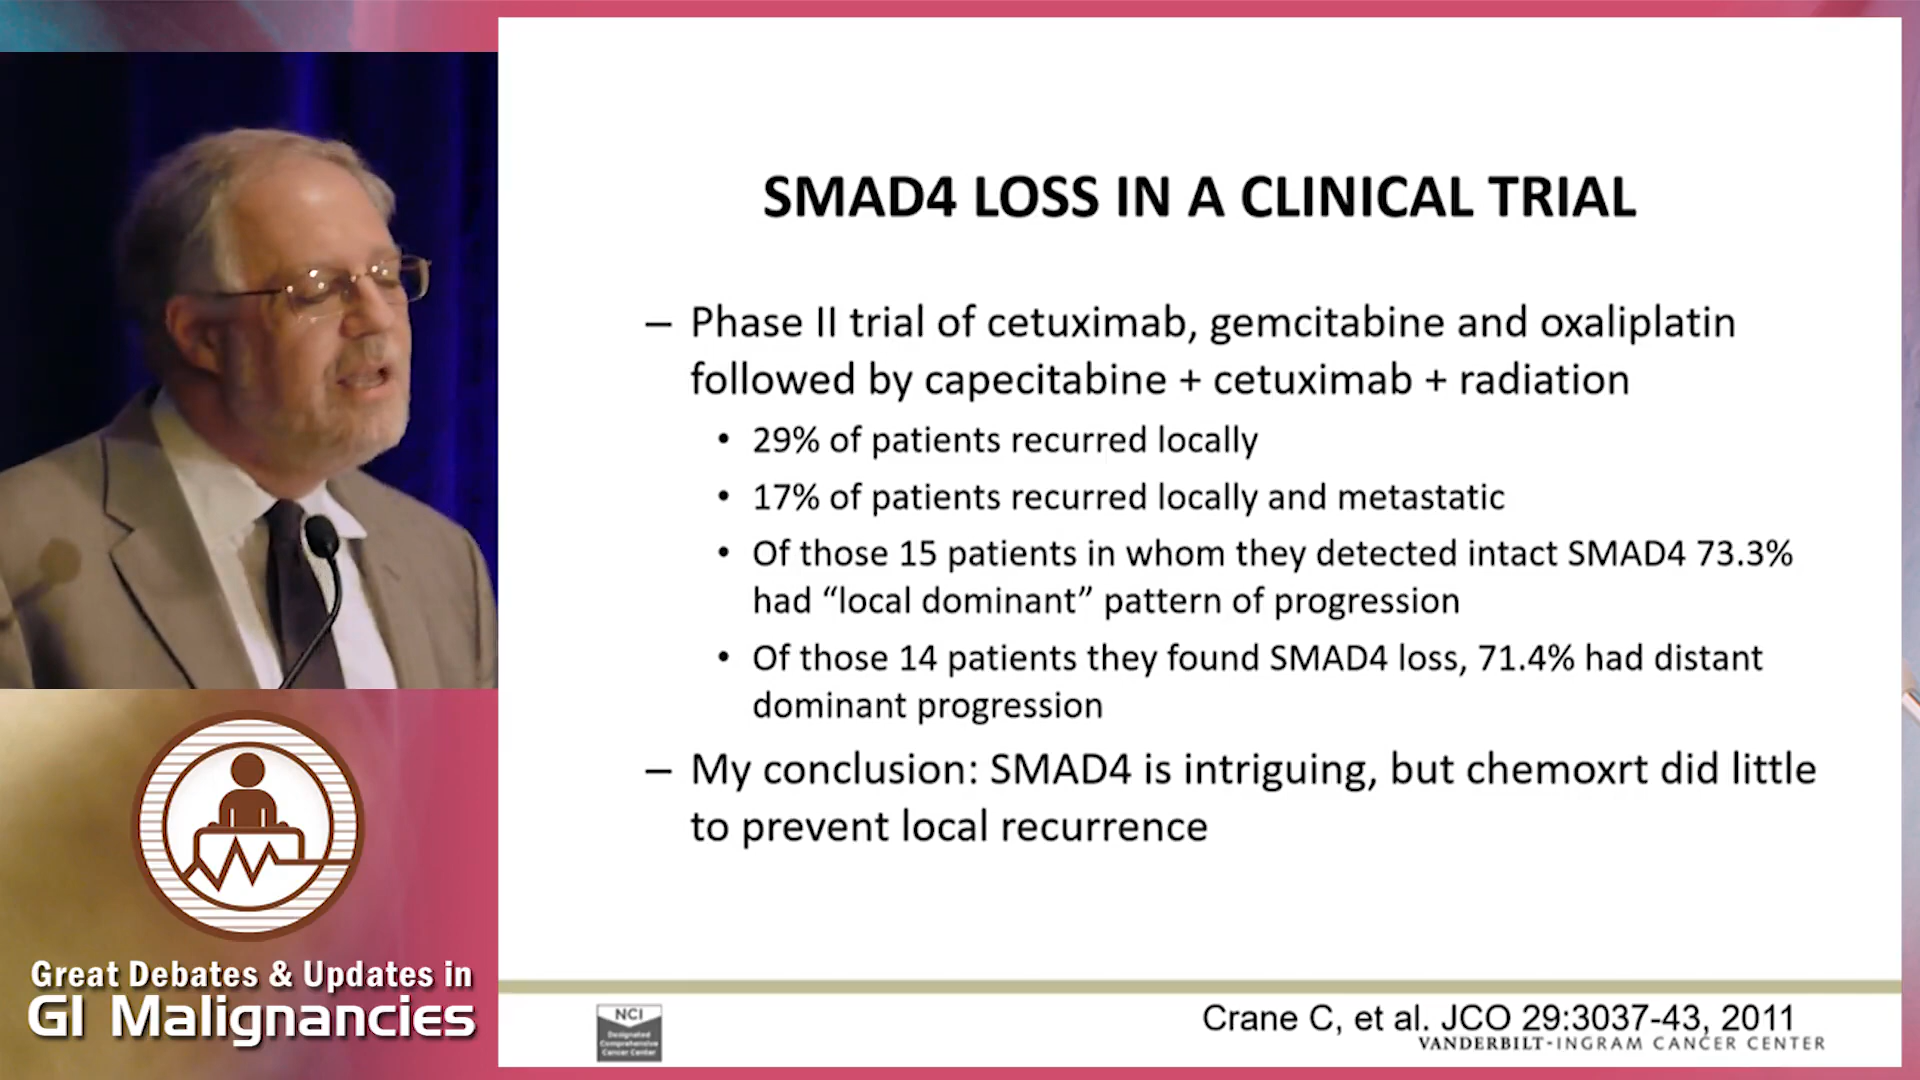 SMAD4 LOSS IN A CLINICAL TRIAL
– Phase II trial of cetuximab, gemcitabine and oxaliplatin
followed by capecitabine + cetuximab + radiation
• 29% of patients recurred locally
• 17% of patients recurred locally and metastatic
• Of those 15 patients in whom they detected intact SMAD4 73.3%
had “local dominant” pattern of progression
• Of those 14 patients they found SMAD4 loss, 71.4% had distant
dominant progression
– My conclusion: SMAD4 is intriguing, but chemoxrt did little
to prevent local recurrence
Great Debates & Updates in
GI Malignancies
NCI
Designated
Comprehensive
Cancer Center
Crane C, et al. JCO 29:3037-43, 2011
VANDERBILT-INGRAM CANCER CENTER